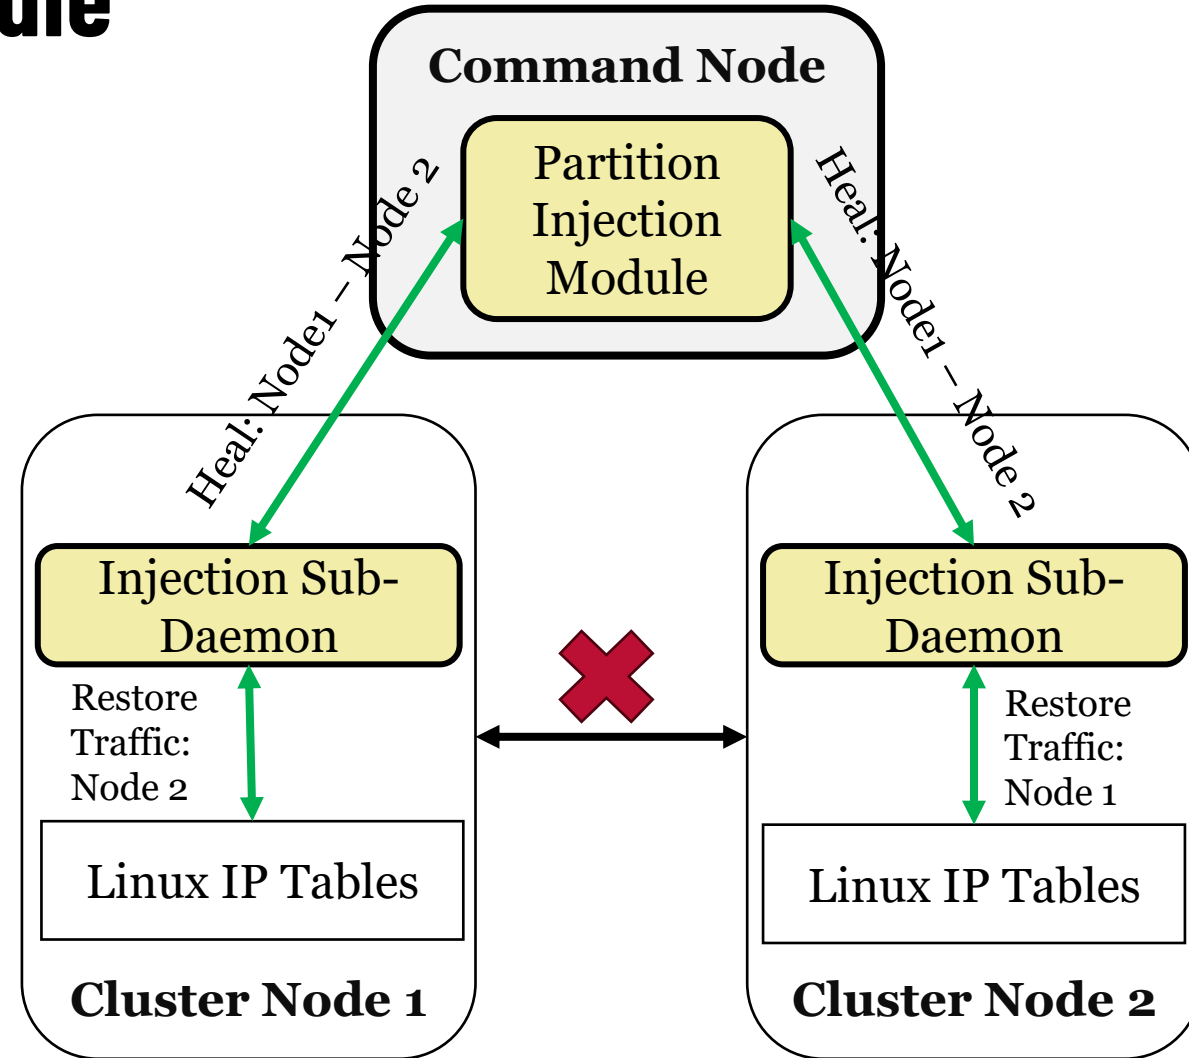 Command Node
Partition
Injection
Module
Heal: Node1 – Node 2
Heal: Node1 – Node 2
Injection Sub-
Daemon
Injection Sub-
Daemon
Restore
Traffic:
Node 2
Restore
Traffic:
Node 1
Linux IP Tables
Linux IP Tables
Cluster Node 1
Cluster Node 2